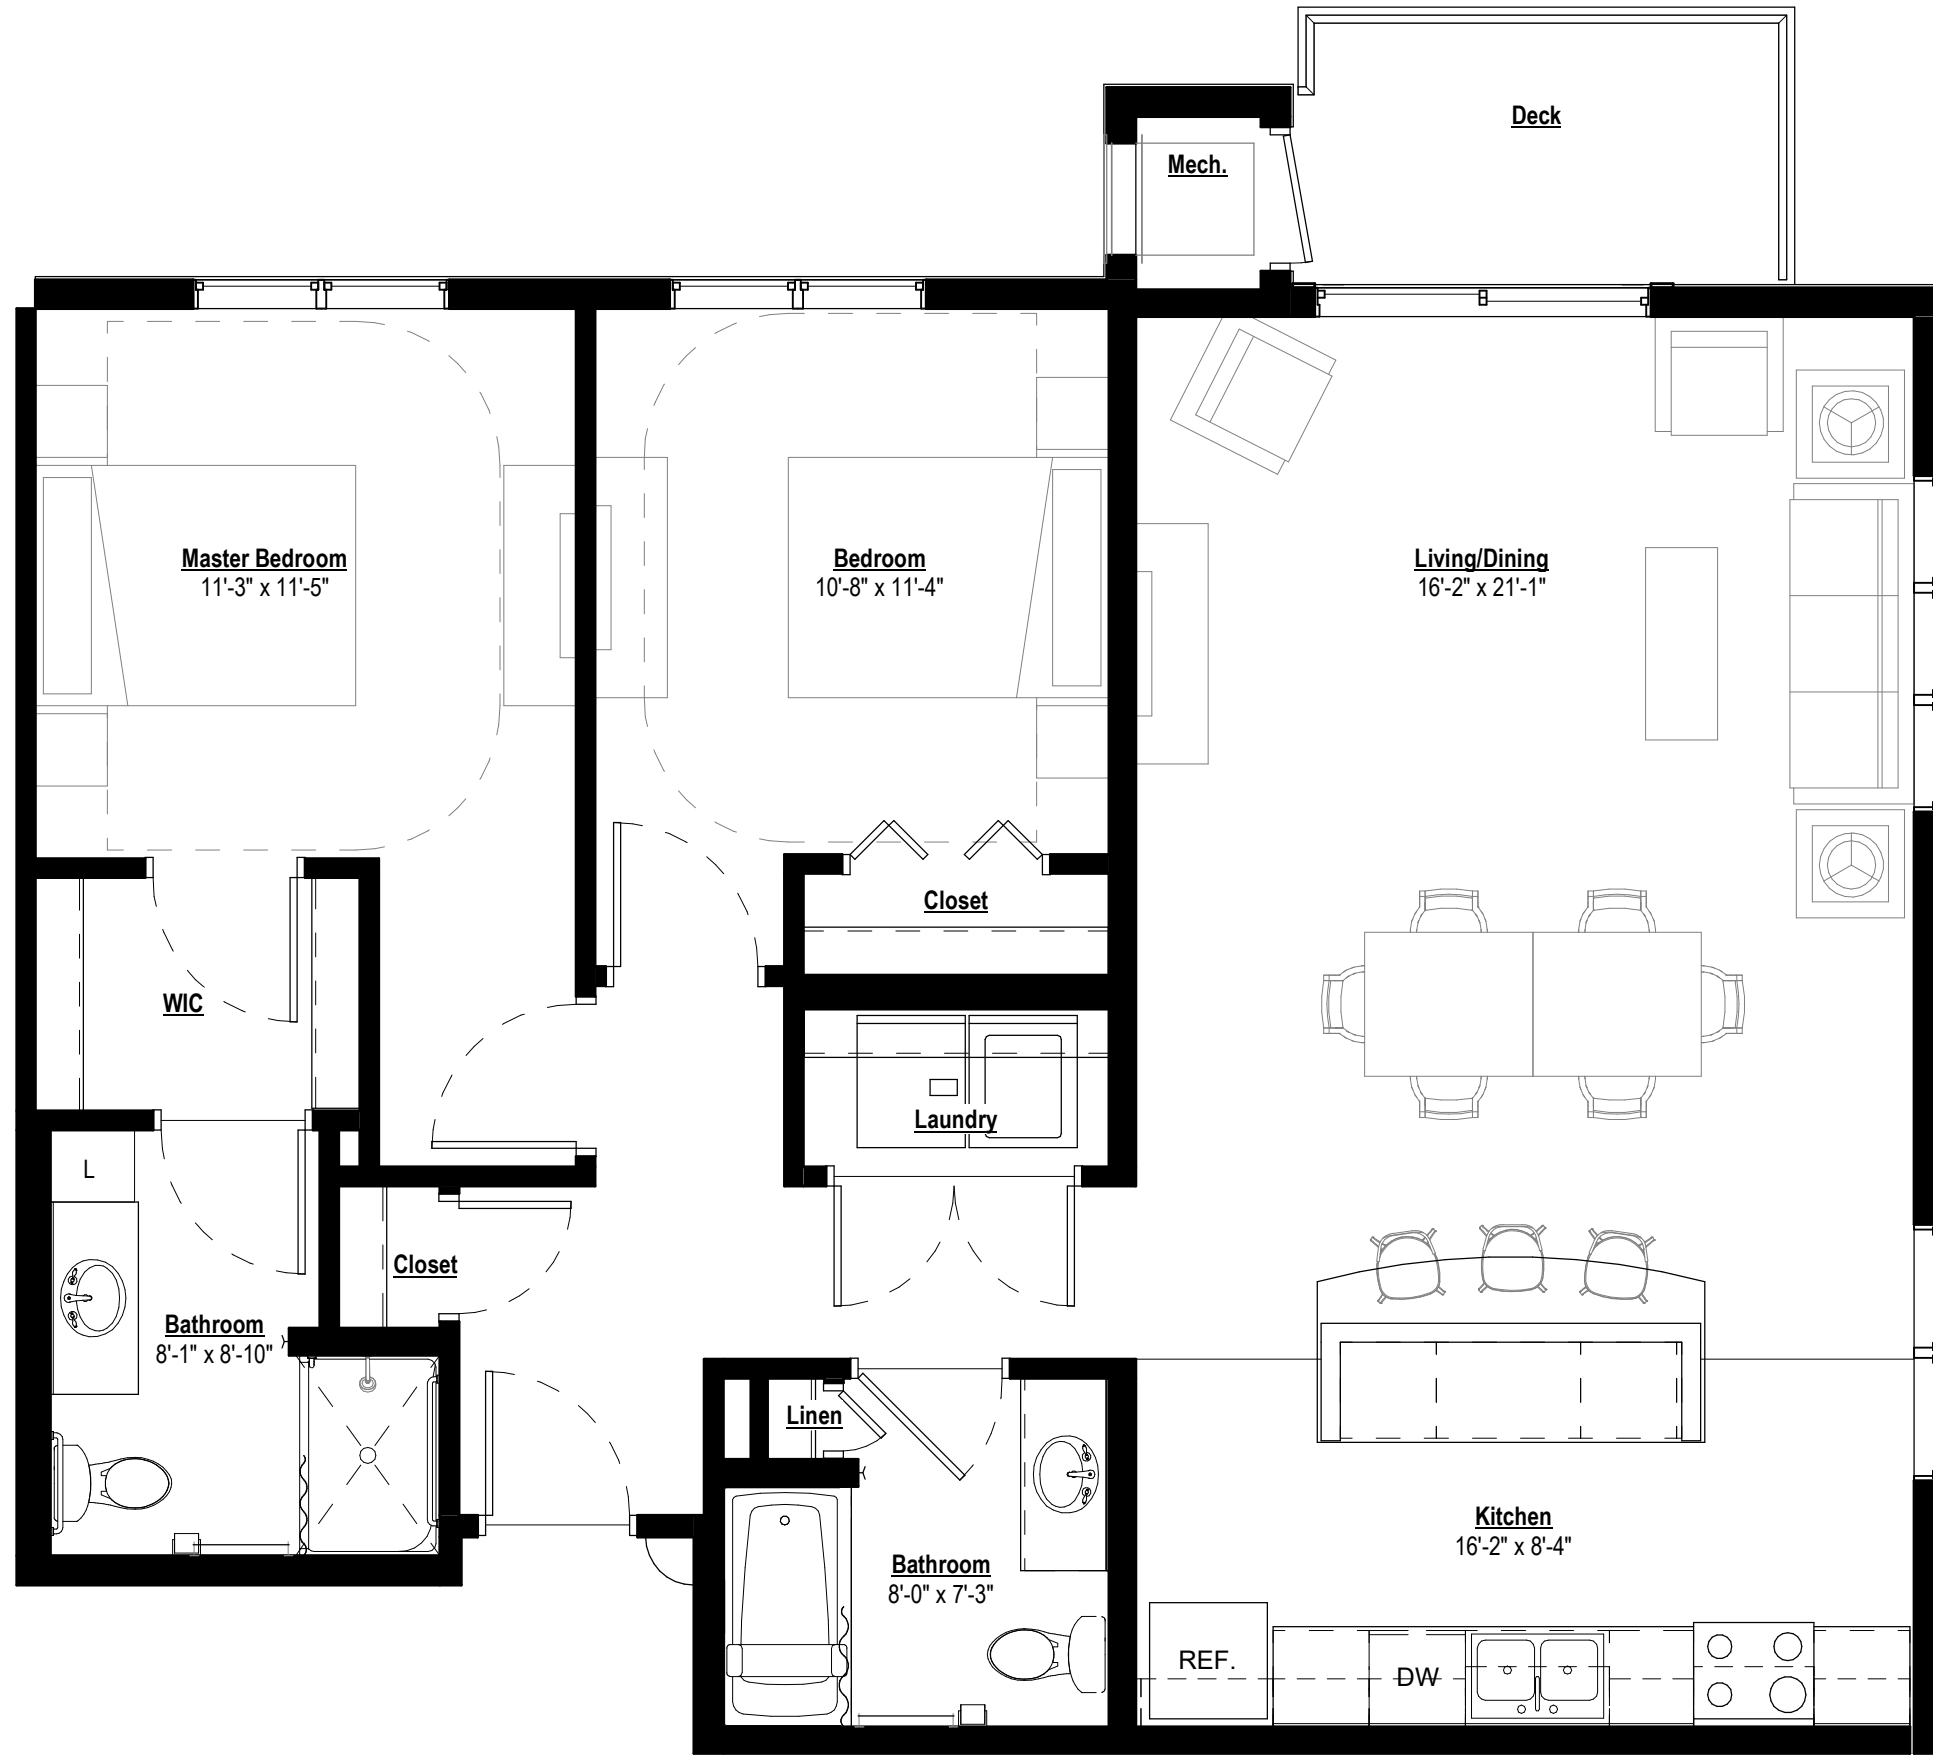 Deck
Mech.
Master Bedroom
11'-3" x 11'-5"
Bedroom
10'-8" x 11'-4"
Living/Dining
16'-2" x 21'-1"
Closet
WIC
Laundry
L
Closet
Bathroom
8'-1" x 8'-10"
Linen
Kitchen
16'-2" x 8'-4"
Bathroom
8'-0" x 7'-3"
REF.
DW